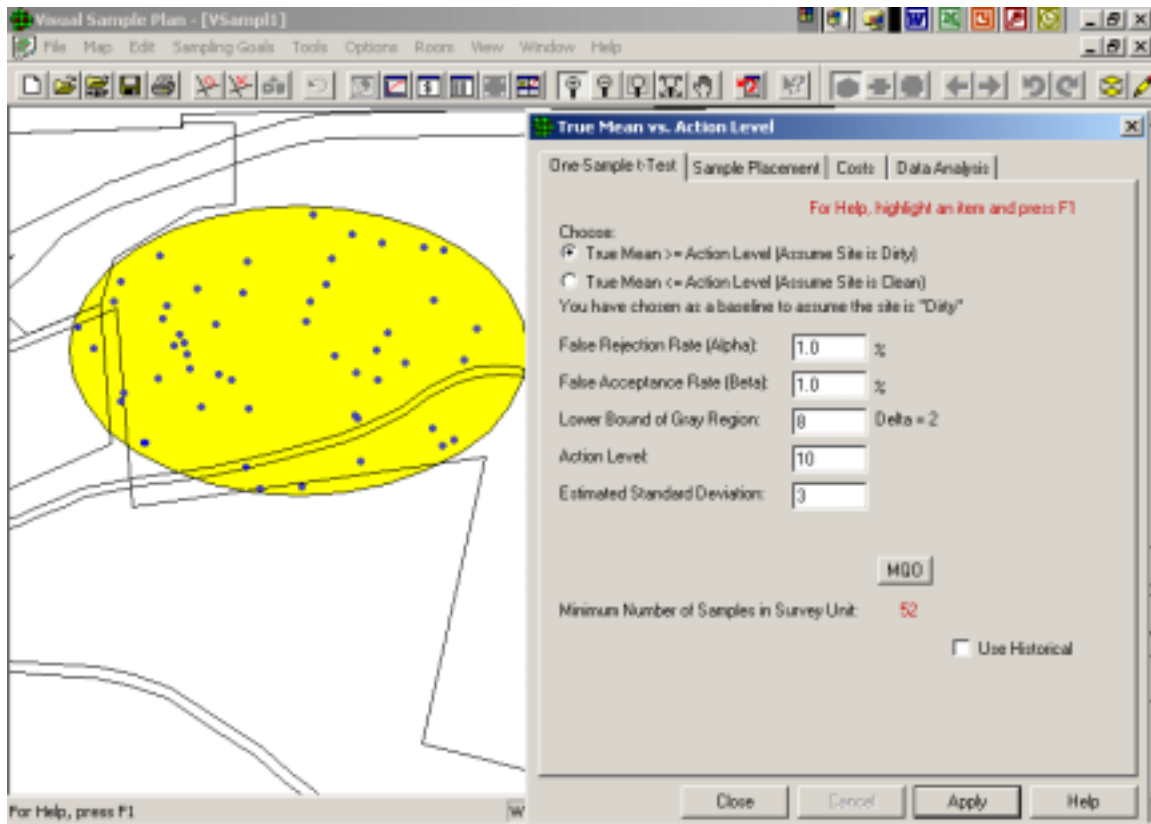 Visual Sample Plan - [VSampl1]
File Map Edit Sampling Goals Tools Options Room View Window Help
True Mean vs. Action Level
One-Sample t-Test Sample Placement Costs Data Analysis
For Help, highlight an item and press F1
Choose:
True Mean >= Action Level (Assume Site is Dirty)
True Mean <= Action Level (Assume Site is Clean)
You have chosen as a baseline to assume the site is "Dirty"
False Rejection Rate (Alpha): 1.0 %
False Acceptance Rate (Beta): 1.0 %
Lower Bound of Gray Region: 8 Delta = 2
Action Level: 10
Estimated Standard Deviation: 3
MQO
Minimum Number of Samples in Survey Unit: 52
Use Historical
Close Cancel Apply Help
For Help, press F1 W